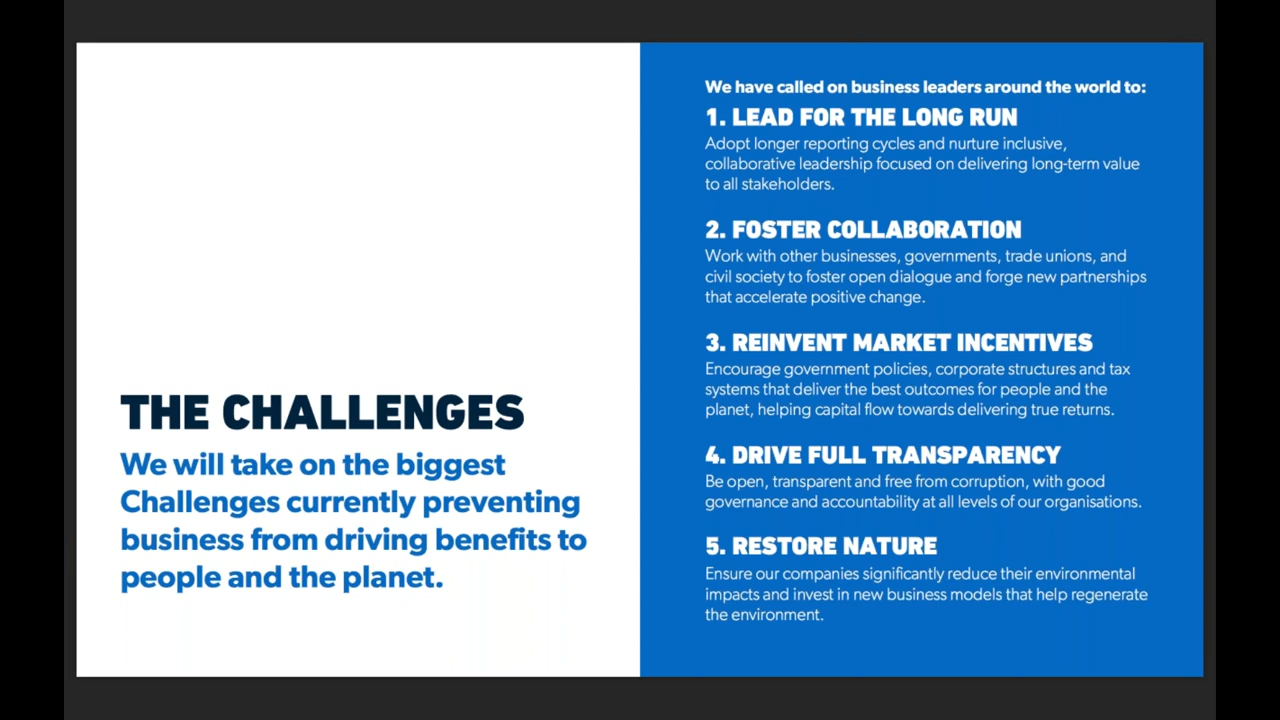 THE CHALLENGES
We will take on the biggest
Challenges currently preventing
business from driving benefits to
people and the planet.
We have called on business leaders around the world to:
1. LEAD FOR THE LONG RUN
Adopt longer reporting cycles and nurture inclusive,
collaborative leadership focused on delivering long-term value
to all stakeholders.
2. FOSTER COLLABORATION
Work with other businesses, governments, trade unions, and
civil society to foster open dialogue and forge new partnerships
that accelerate positive change.
3. REINVENT MARKET INCENTIVES
Encourage government policies, corporate structures and tax
systems that deliver the best outcomes for people and the
planet, helping capital flow towards delivering true returns.
4. DRIVE FULL TRANSPARENCY
Be open, transparent and free from corruption, with good
governance and accountability at all levels of our organisations.
5. RESTORE NATURE
Ensure our companies significantly reduce their environmental
impacts and invest in new business models that help regenerate
the environment.